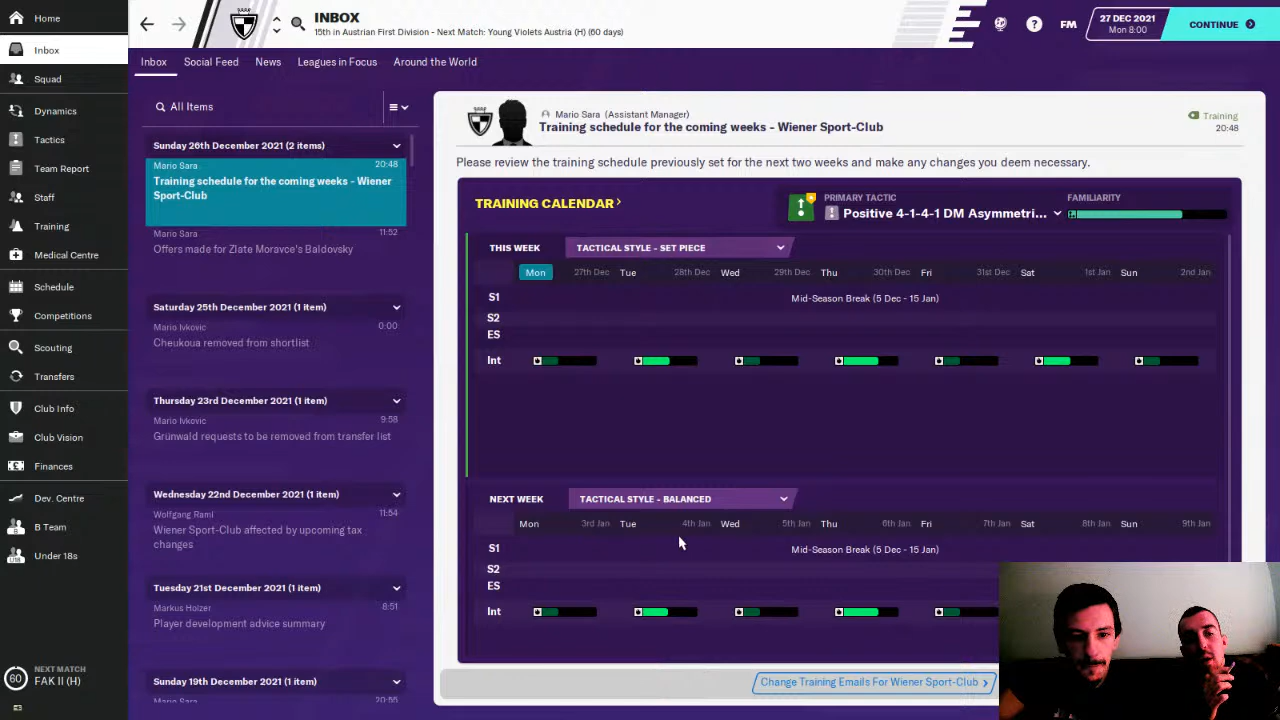 Home
Inbox
Squad
Dynamics
Tactics
Team Report
Staff
Training
Medical Centre
Schedule
Competitions
Scouting
Transfers
Club Info
Club Vision
Finances
Dev. Centre
B Team
Under 18s
60
NEXT MATCH
FAK II (H)
INBOX
15th in Austrian First Division - Next Match: Young Violets Austria (H) (60 days)
FM
27 DEC 2021
Mon 8:00
CONTINUE
Inbox Social Feed News Leagues in Focus Around the World
All Items
Sunday 26th December 2021 (2 items)
Mario Sara 20:48
Training schedule for the coming weeks - Wiener
Sport-Club
Mario Sara 11:52
Offers made for Zlate Moravce's Baldovsky
Saturday 25th December 2021 (1 item)
Mario Ivkovic 0:00
Cheukoua removed from shortlist
Thursday 23rd December 2021 (1 item)
Mario Ivkovic 9:58
Grünwald requests to be removed from transfer list
Wednesday 22nd December 2021 (1 item)
Wolfgang Raml 11:54
Wiener Sport-Club affected by upcoming tax
changes
Tuesday 21st December 2021 (1 item)
Markus Holzer 8:51
Player development advice summary
Sunday 19th December 2021 (1 item)
Mario Sara 20:55
Mario Sara (Assistant Manager)
Training schedule for the coming weeks - Wiener Sport-Club
Training
20:48
Please review the training schedule previously set for the next two weeks and make any changes you deem necessary.
TRAINING CALENDAR
PRIMARY TACTIC
Positive 4-1-4-1 DM Asymmetri...
FAMILIARITY
THIS WEEK TACTICAL STYLE - SET PIECE
Mon 27th Dec Tue 28th Dec Wed 29th Dec Thu 30th Dec Fri 31st Dec Sat 1st Jan Sun 2nd Jan
S1 Mid-Season Break (5 Dec - 15 Jan)
S2
ES
Int
NEXT WEEK TACTICAL STYLE - BALANCED
Mon 3rd Jan Tue 4th Jan Wed 5th Jan Thu 6th Jan Fri 7th Jan Sat 8th Jan Sun 9th Jan
S1 Mid-Season Break (5 Dec - 15 Jan)
S2
ES
Int
Change Training Emails For Wiener Sport-Club